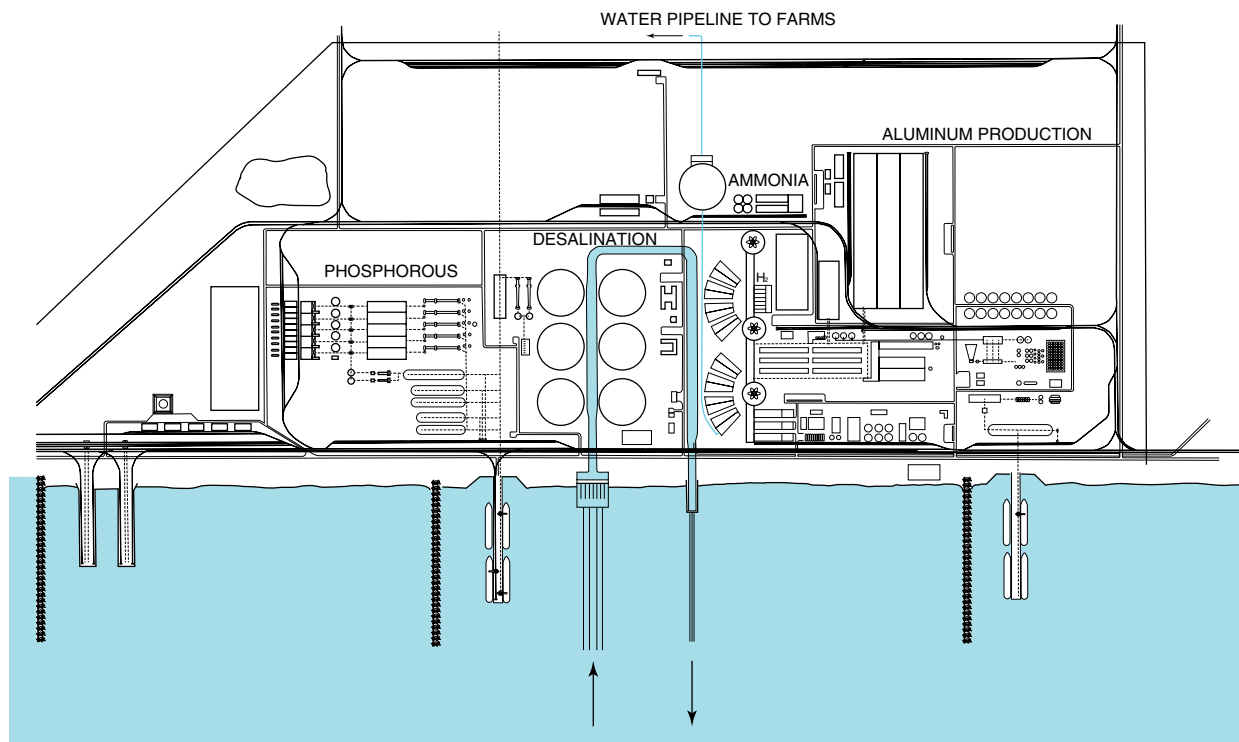 WATER PIPELINE TO FARMS
ALUMINUM PRODUCTION
AMMONIA
DESALINATION
PHOSPHOROUS
H₂